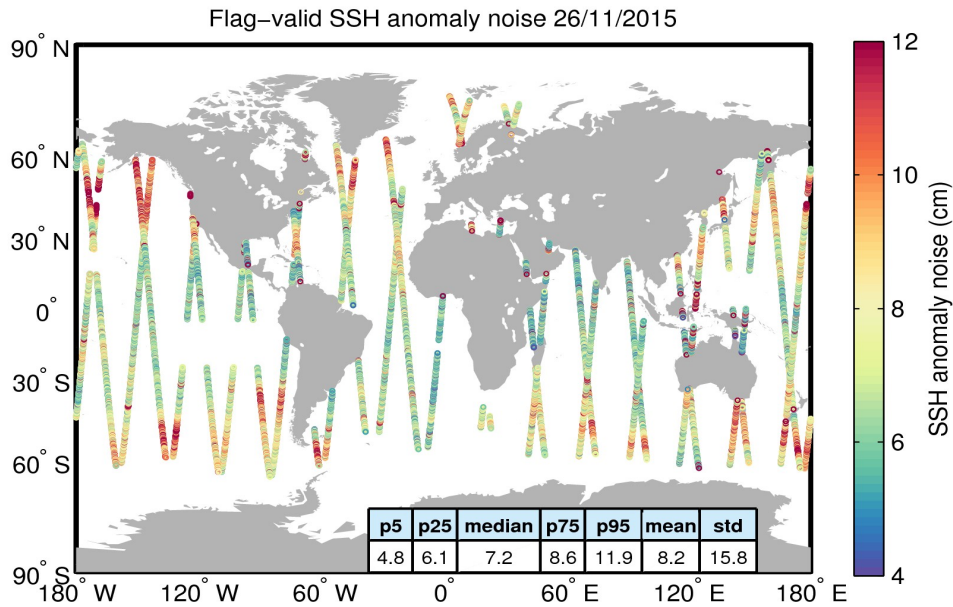 Flag−valid SSH anomaly noise 26/11/2015
90° N
60° N
30° N
0°
30° S
60° S
90° S
180° W
120° W
60° W
0°
60° E
120° E
180° E
p5 p25 median p75 p95 mean std
4.8 6.1 7.2 8.6 11.9 8.2 15.8
12
10
8
6
4
SSH anomaly noise (cm)